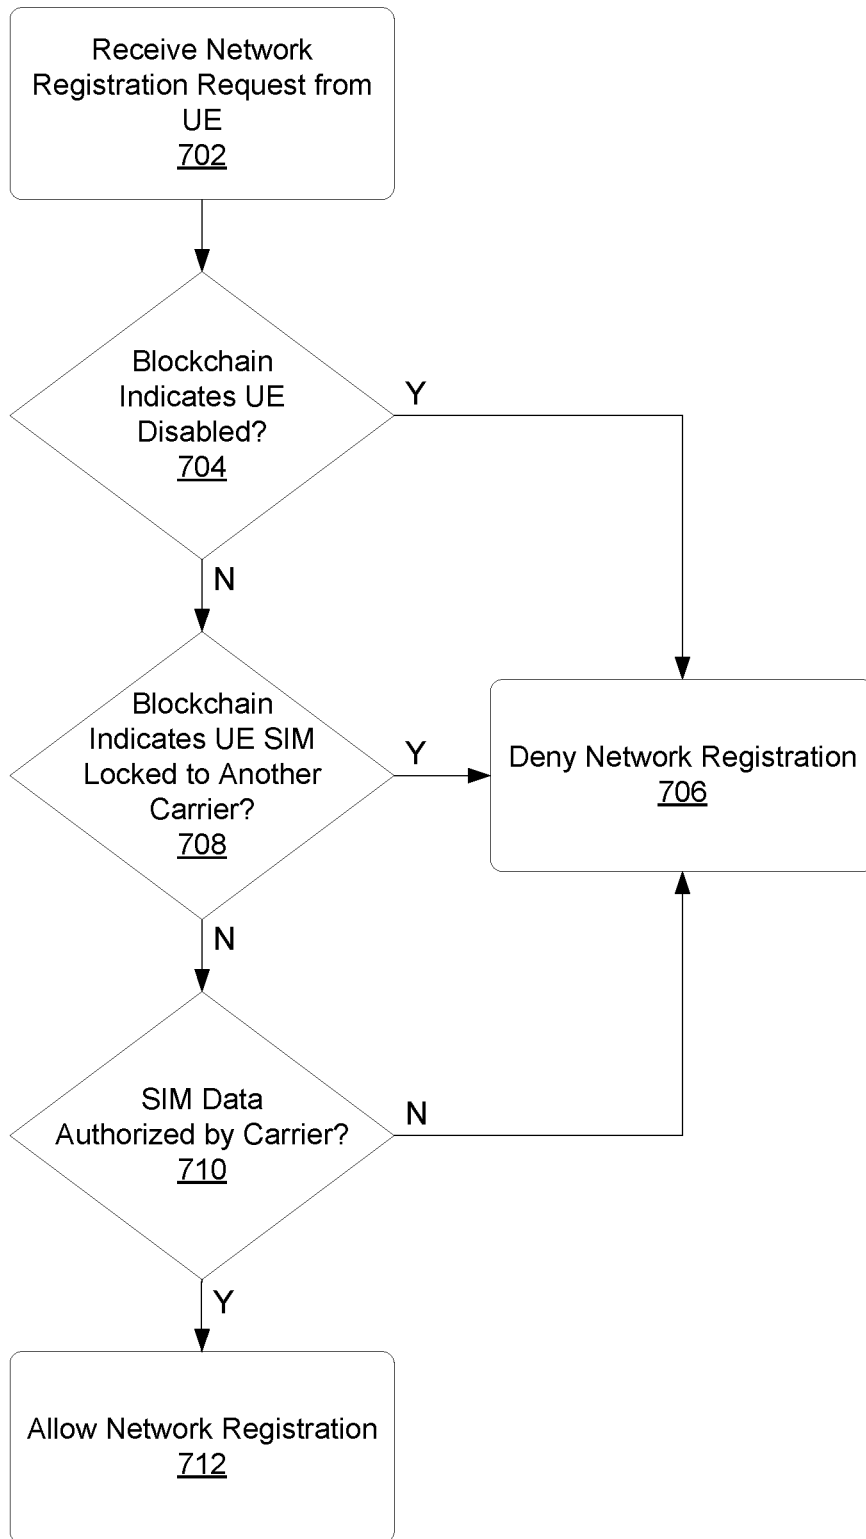 Receive Network
Registration Request from
UE
702
Blockchain
Indicates UE
Disabled?
704
Y
N
Blockchain
Indicates UE SIM
Locked to Another
Carrier?
708
Y
Deny Network Registration
706
N
SIM Data
Authorized by Carrier?
710
N
Y
Allow Network Registration
712